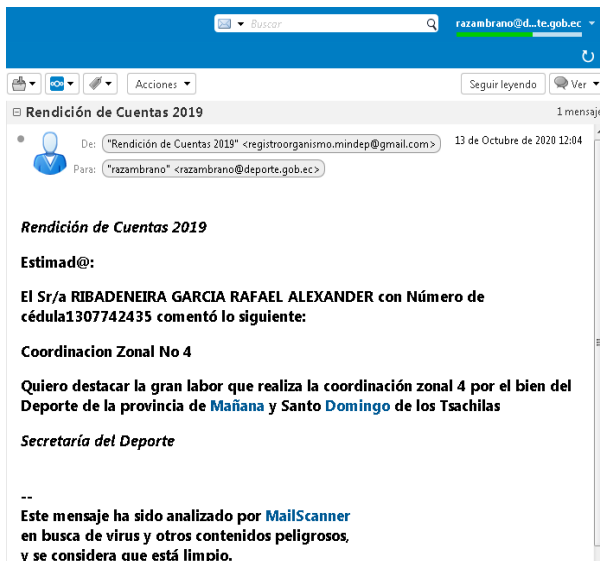 Buscar
razambrano@d...te.gob.ec
Acciones
Seguir leyendo
Ver
Rendición de Cuentas 2019
1 mensaje
De: "Rendición de Cuentas 2019" <registroorganismo.mindep@gmail.com>
13 de Octubre de 2020 12:04
Para: "razambrano" <razambrano@deporte.gob.ec>
Rendición de Cuentas 2019
Estimad@:
El Sr/a RIBADENEIRA GARCIA RAFAEL ALEXANDER con Número de
cédula1307742435 comentó lo siguiente:
Coordinacion Zonal No 4
Quiero destacar la gran labor que realiza la coordinación zonal 4 por el bien del
Deporte de la provincia de Mañana y Santo Domingo de los Tsachilas
Secretaría del Deporte
--
Este mensaje ha sido analizado por MailScanner
en busca de virus y otros contenidos peligrosos,
y se considera que está limpio.